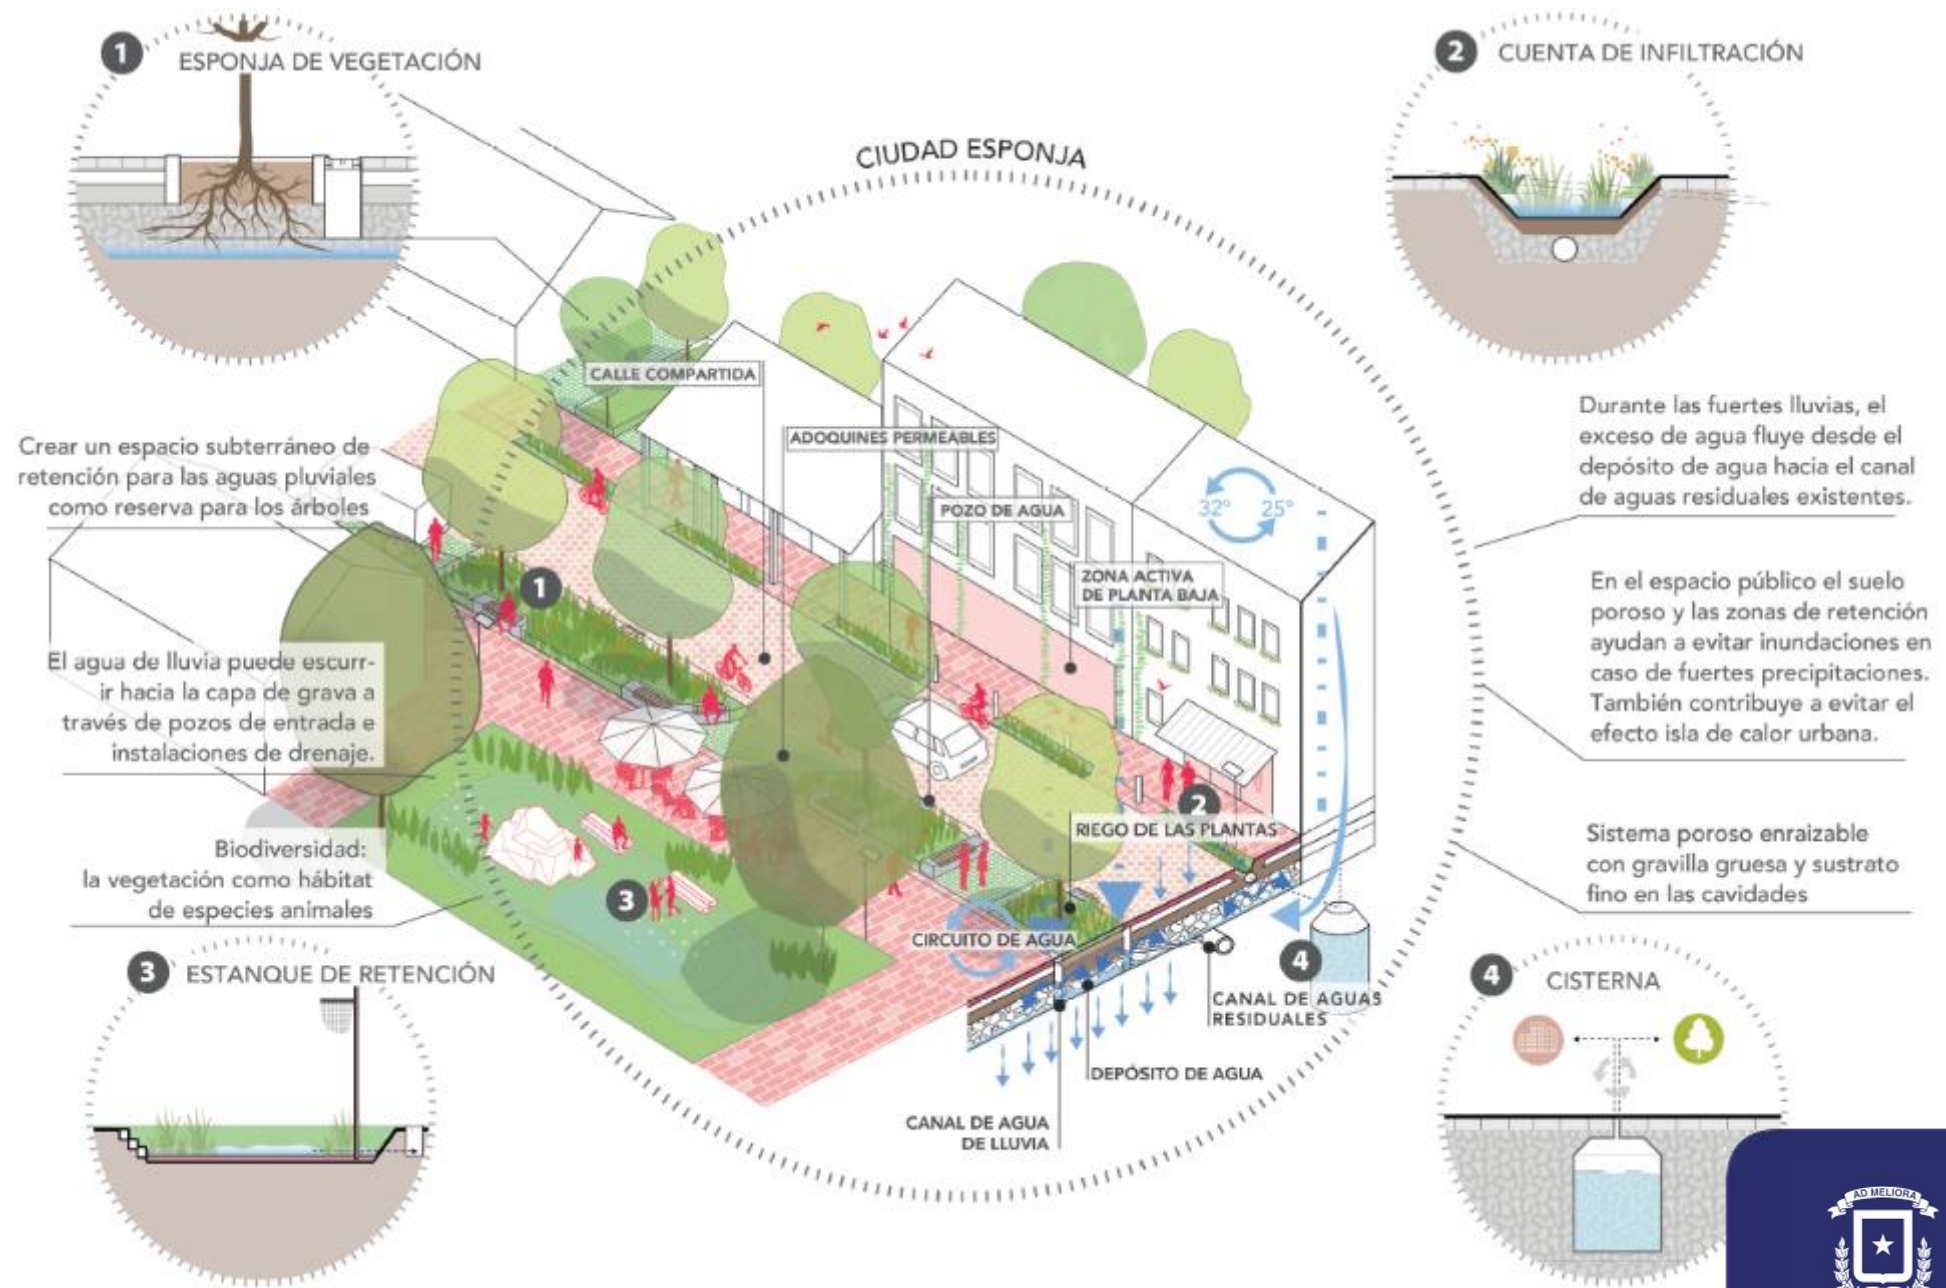 1
ESPONJA DE VEGETACIÓN
2
CUENTA DE INFILTRACIÓN
CIUDAD ESPONJA
CALLE COMPARTIDA
ADOQUINES PERMEABLES
POZO DE AGUA
ZONA ACTIVA
DE PLANTA BAJA
32° 25°
Crear un espacio subterráneo de
retención para las aguas pluviales
como reserva para los árboles
El agua de lluvia puede escurr-
ir hacia la capa de grava a
través de pozos de entrada e
instalaciones de drenaje.
Biodiversidad:
la vegetación como hábitat
de especies animales
Durante las fuertes lluvias, el
exceso de agua fluye desde el
depósito de agua hacia el canal
de aguas residuales existentes.
En el espacio público el suelo
poroso y las zonas de retención
ayudan a evitar inundaciones en
caso de fuertes precipitaciones.
También contribuye a evitar el
efecto isla de calor urbana.
Sistema poroso enraizable
con gravilla gruesa y sustrato
fino en las cavidades
1
2
RIEGO DE LAS PLANTAS
3
CIRCUITO DE AGUA
4
CANAL DE AGUAS
RESIDUALES
DEPÓSITO DE AGUA
CANAL DE AGUA
DE LLUVIA
3
ESTANQUE DE RETENCIÓN
4
CISTERNA
AD MELIORA